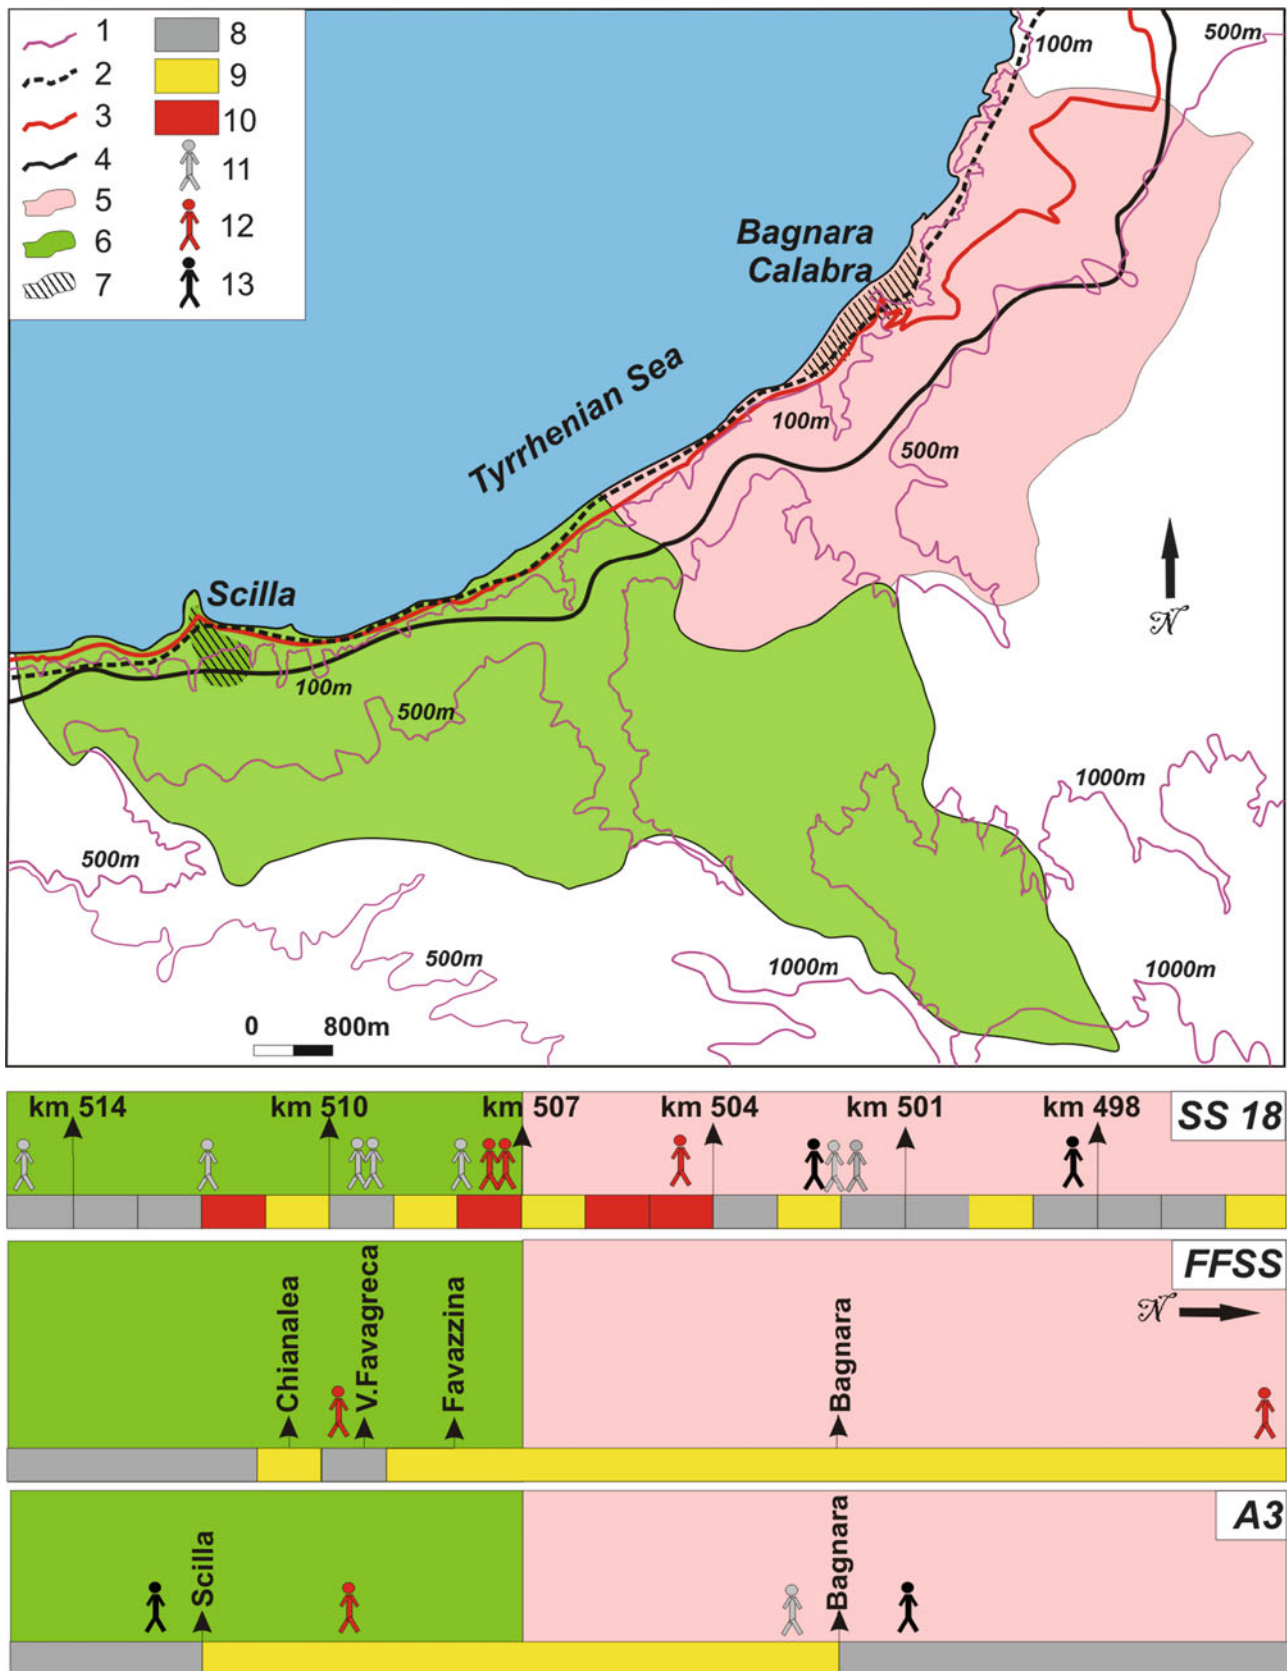 1
2
3
4
5
6
7
8
9
10
11
12
13
100m
500m
Bagnara
Calabra
Tyrrhenian Sea
100m
500m
Scilla
N
100m
500m
1000m
500m
500m
1000m
1000m
0 800m
km 514 km 510 km 507 km 504 km 501 km 498 SS 18
FFSS
N
Chianalea
V.Favagreca
Favazzina
Bagnara
A3
Scilla
Bagnara